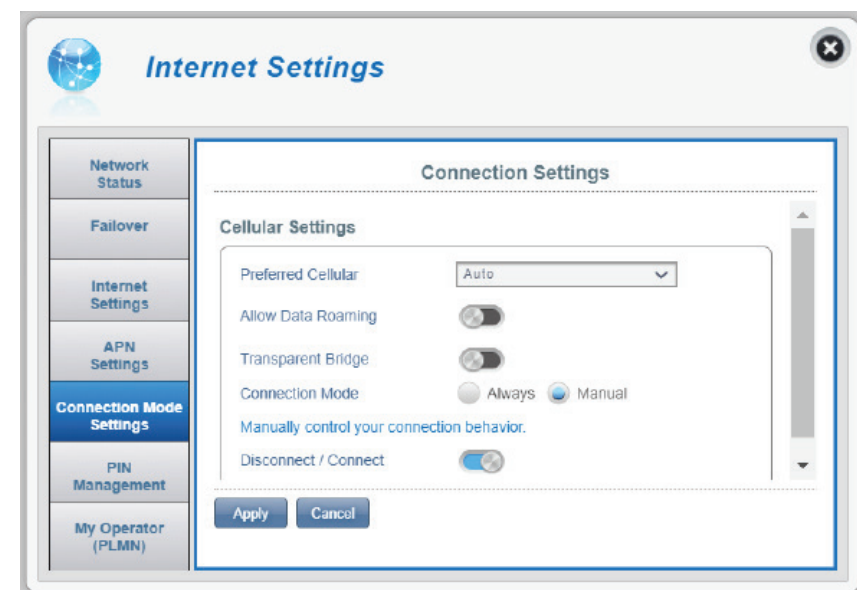 Internet Settings
Network
Status
Failover
Internet
Settings
APN
Settings
Connection Mode
Settings
PIN
Management
My Operator
(PLMN)
Connection Settings
Cellular Settings
Preferred Cellular Auto
Allow Data Roaming
Transparent Bridge
Connection Mode Always Manual
Manually control your connection behavior.
Disconnect / Connect
Apply Cancel